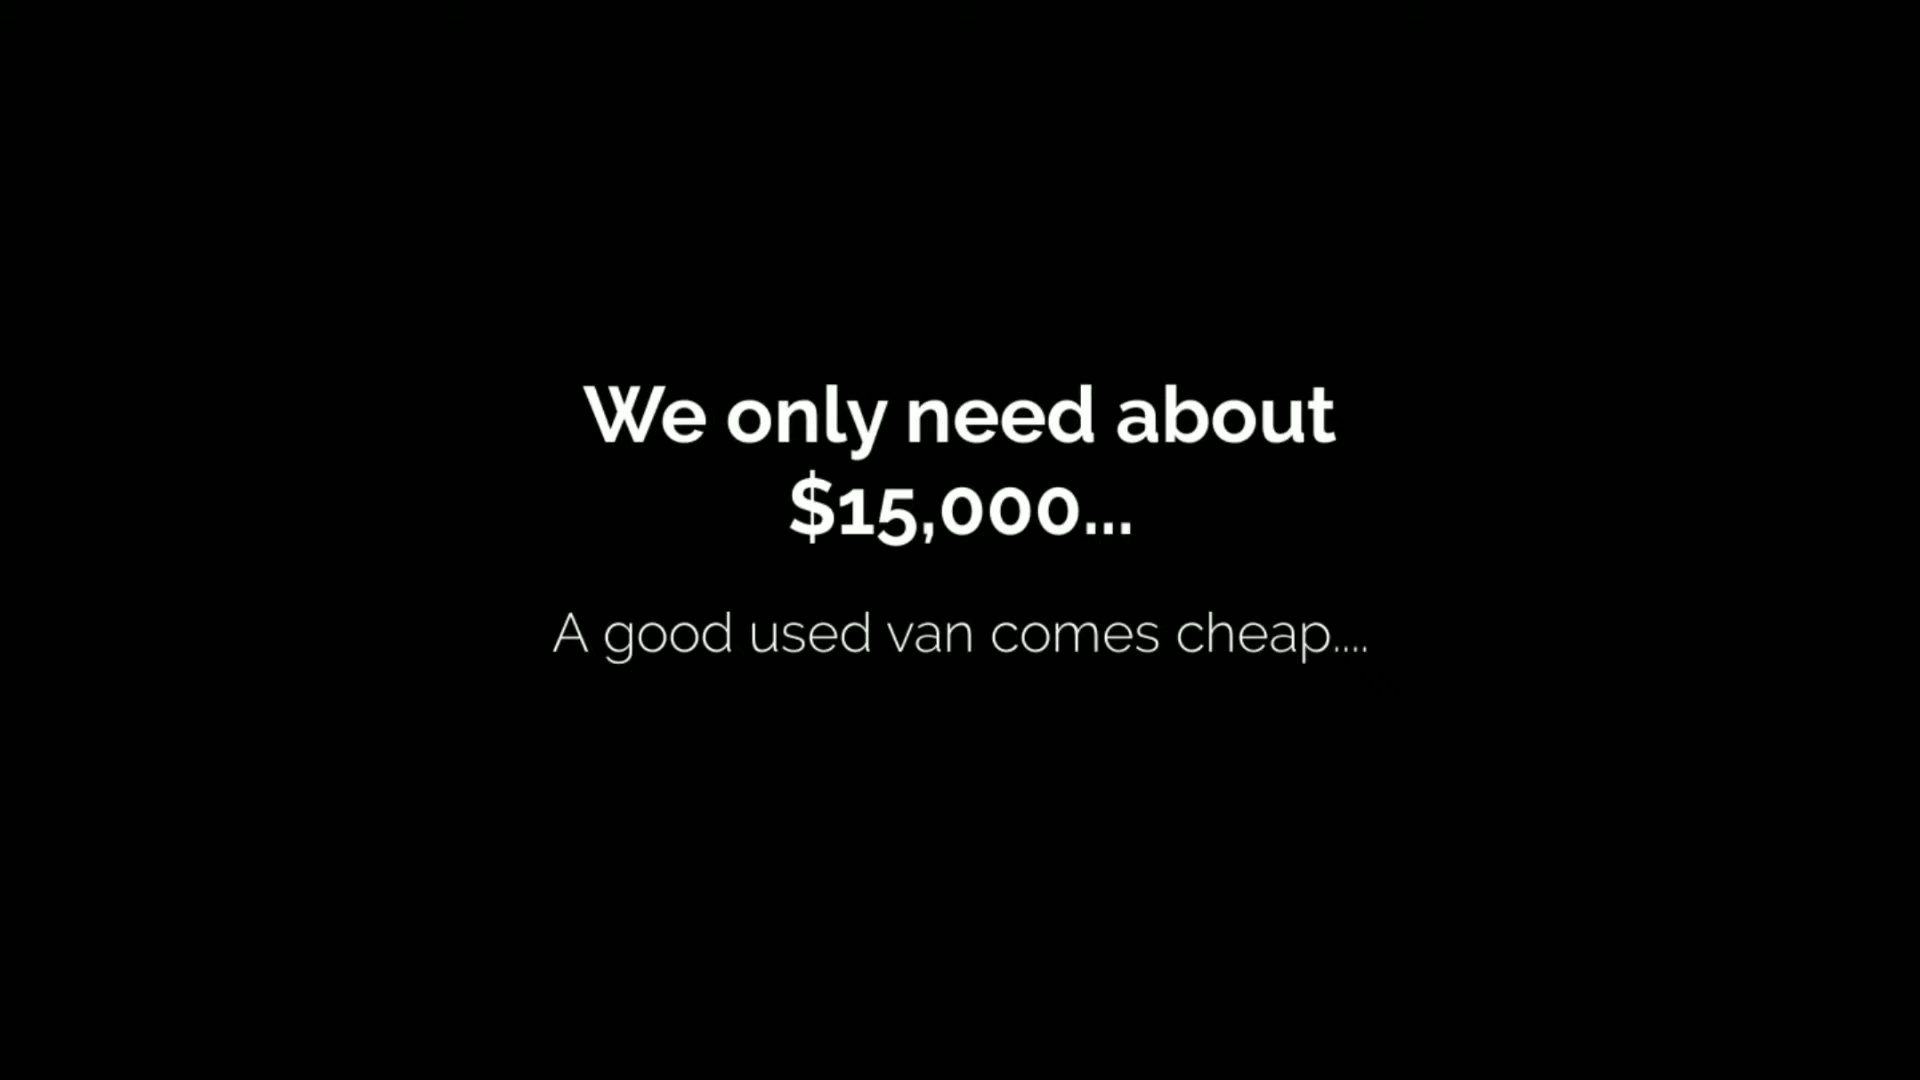 We only need about
$15,000...
A good used van comes cheap....